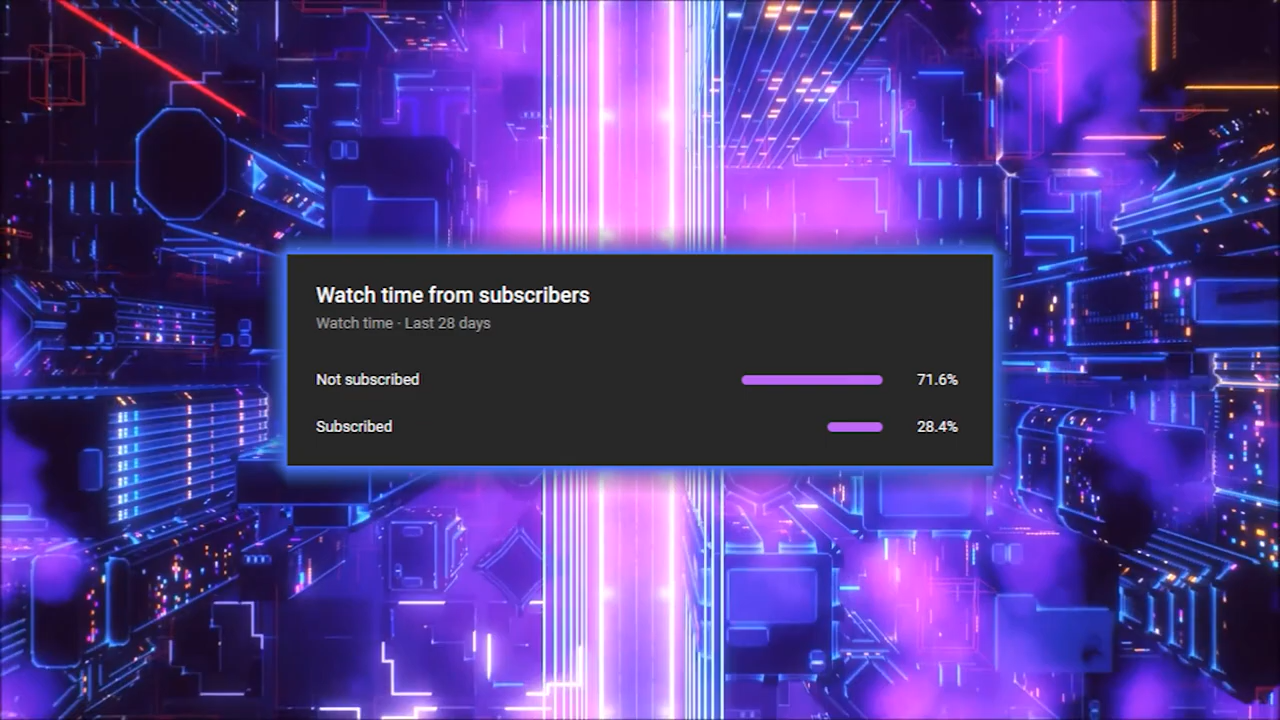 Watch time from subscribers
Watch time · Last 28 days
Not subscribed 71.6%
Subscribed 28.4%